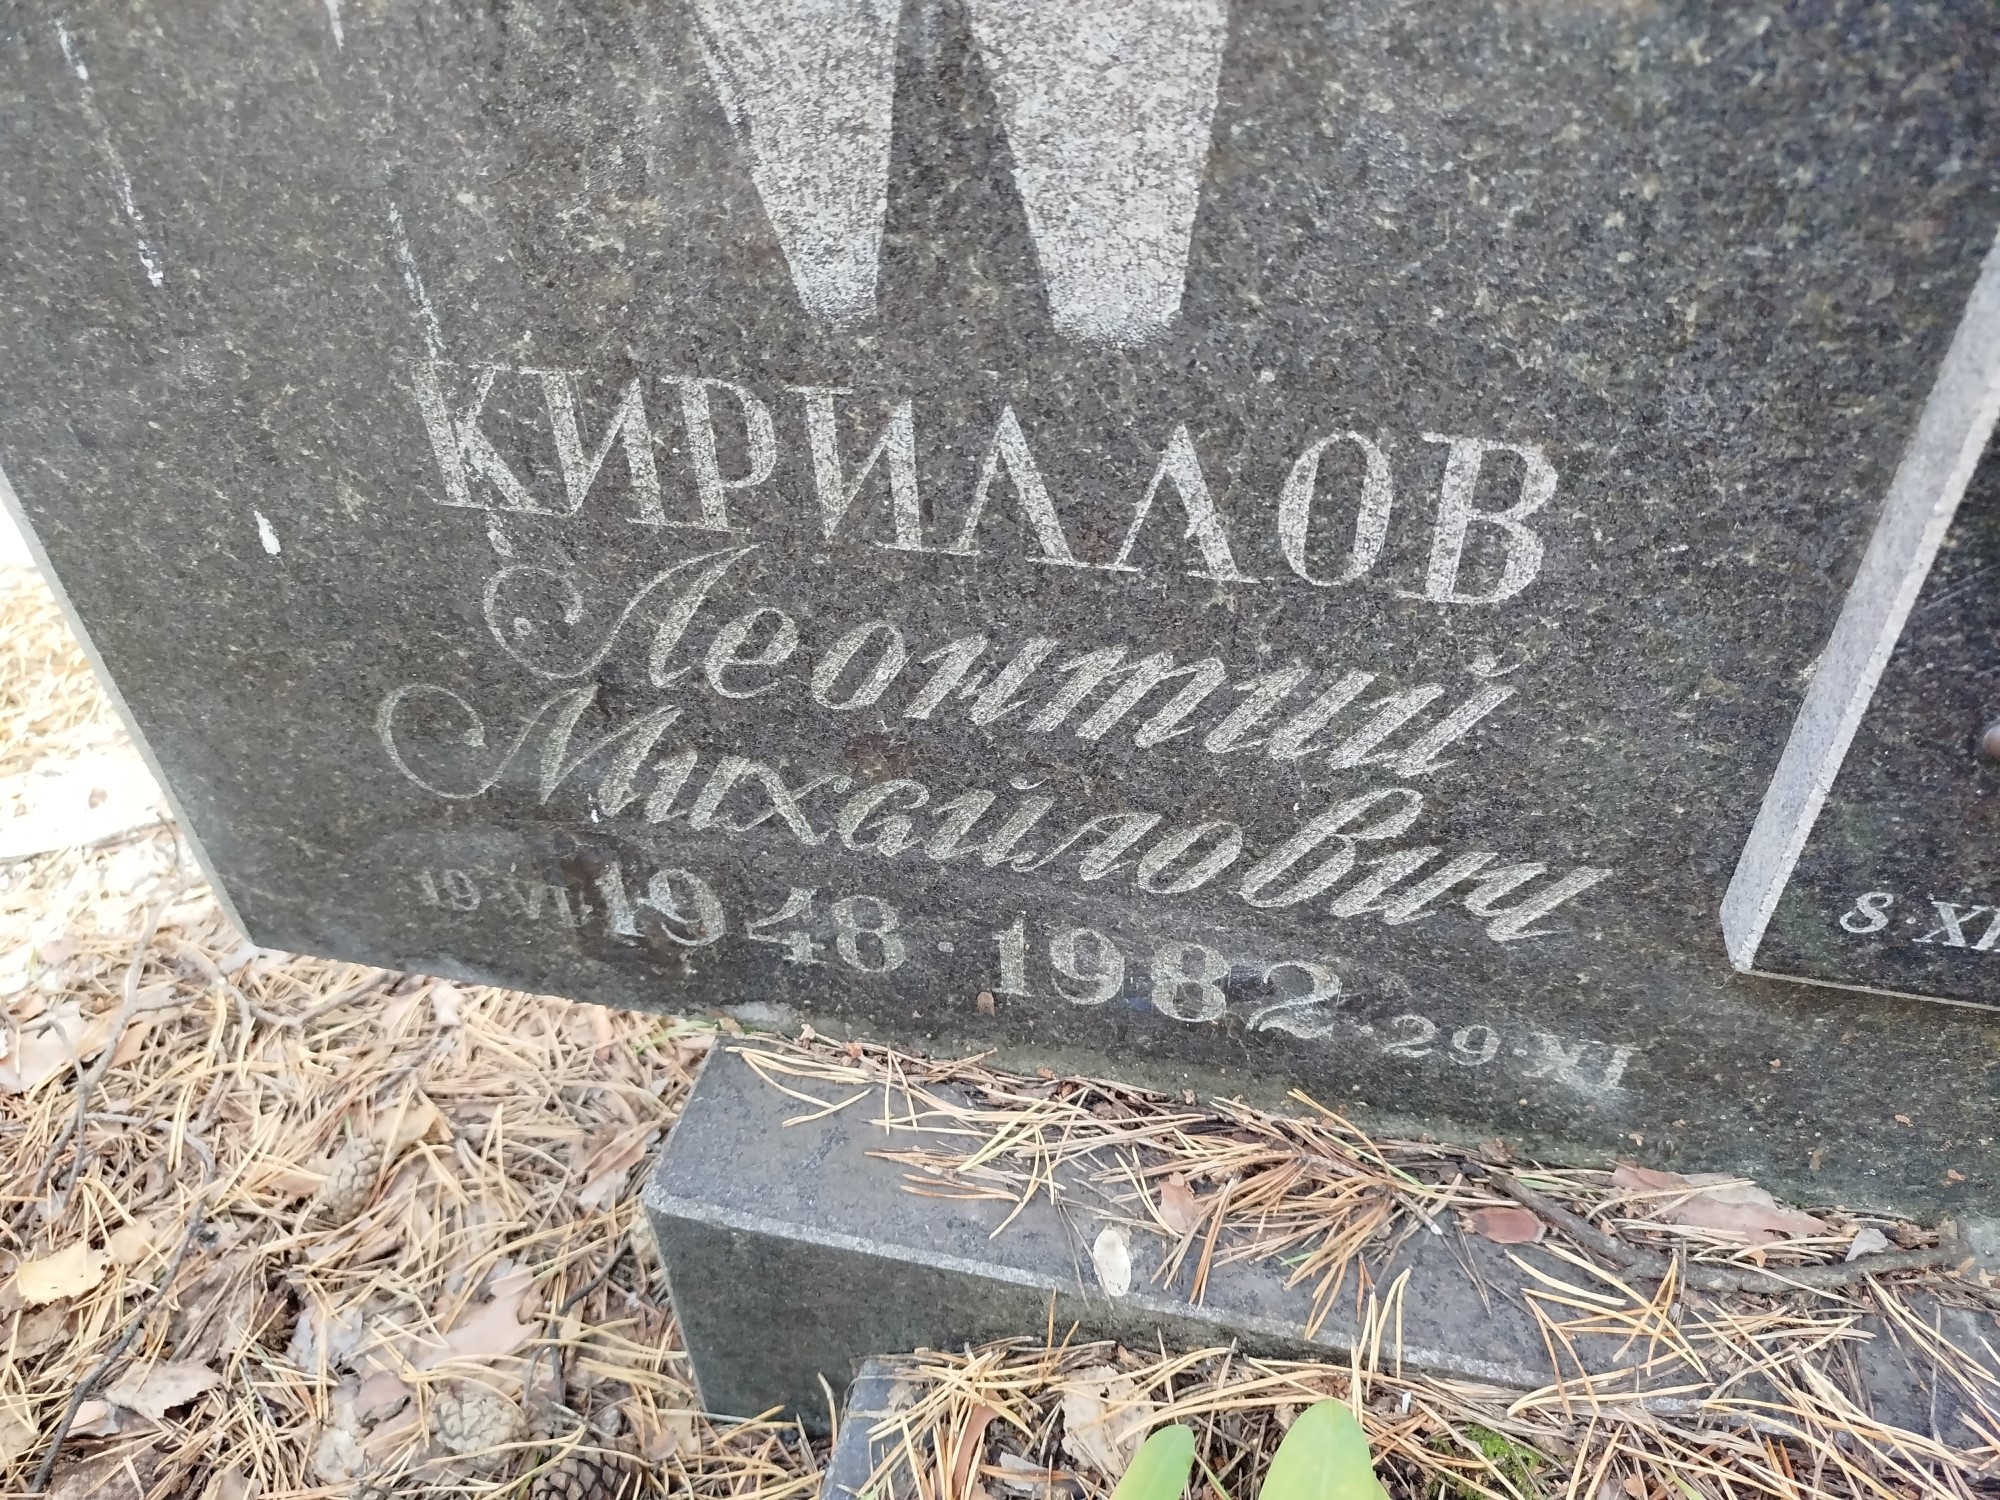 КИРИЛЛОВ
Леонтий
Михайлович
19·VI·1948·1982·29·XI
8·XI